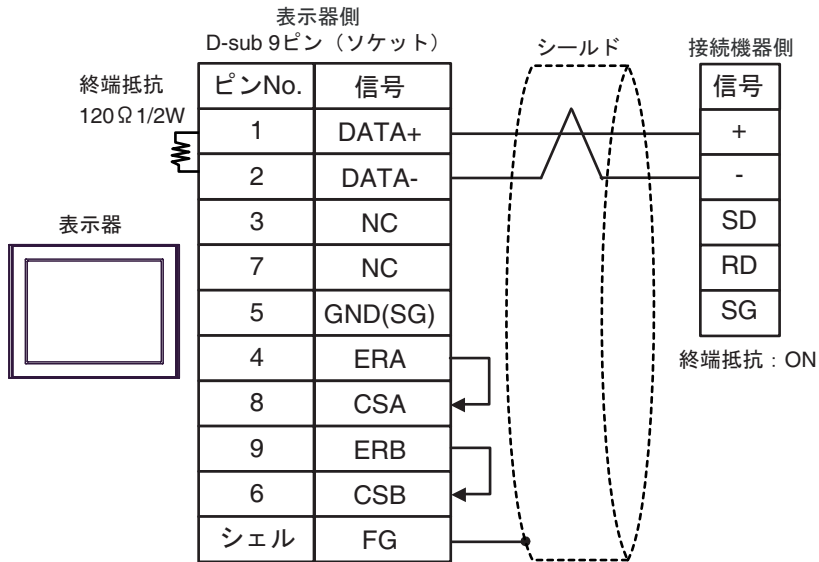 表示器側
D-sub 9ピン（ソケット）
シールド
接続機器側
終端抵抗
120Ω 1/2W
ピンNo. 信号
信号
1 DATA+
+
2 DATA-
-
表示器
3 NC
SD
7 NC
RD
5 GND(SG)
SG
4 ERA
終端抵抗：ON
8 CSA
9 ERB
6 CSB
シェル FG